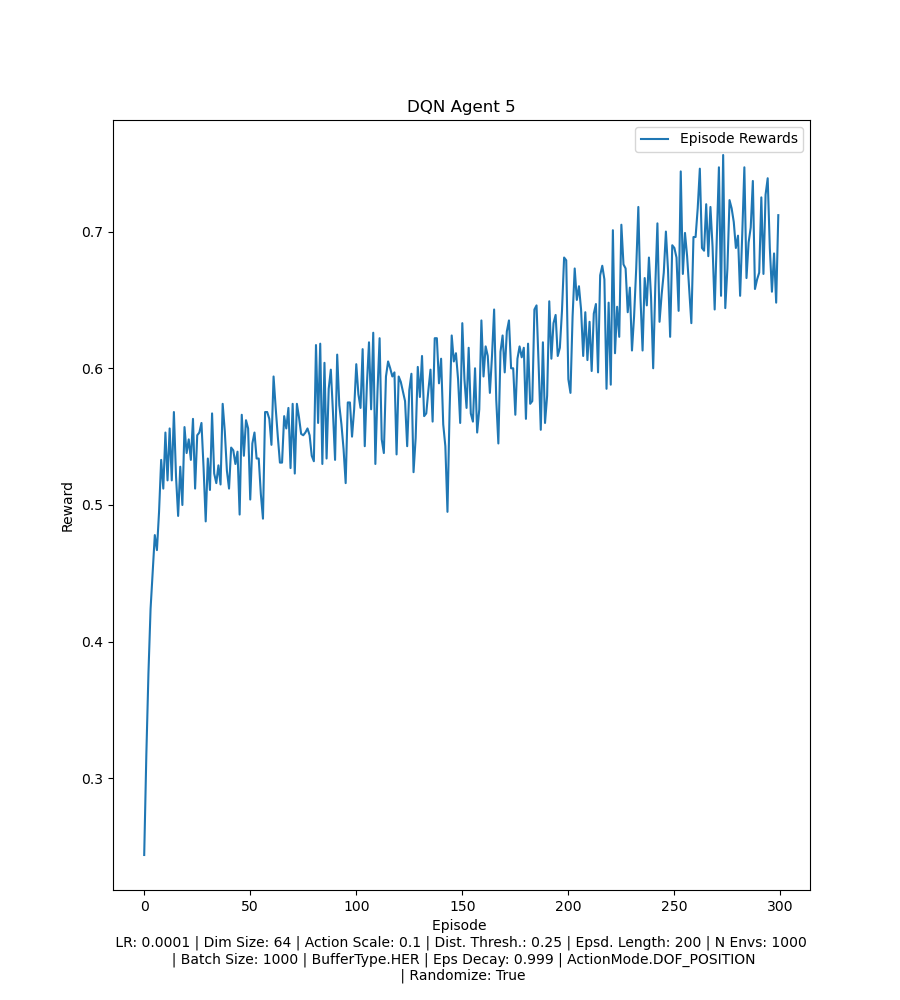 DQN Agent 5
Episode Rewards
0.7
0.6
0.5
0.4
0.3
Reward
0 50 100 150 200 250 300
Episode
LR: 0.0001 | Dim Size: 64 | Action Scale: 0.1 | Dist. Thresh.: 0.25 | Epsd. Length: 200 | N Envs: 1000
| Batch Size: 1000 | BufferType.HER | Eps Decay: 0.999 | ActionMode.DOF_POSITION
| Randomize: True